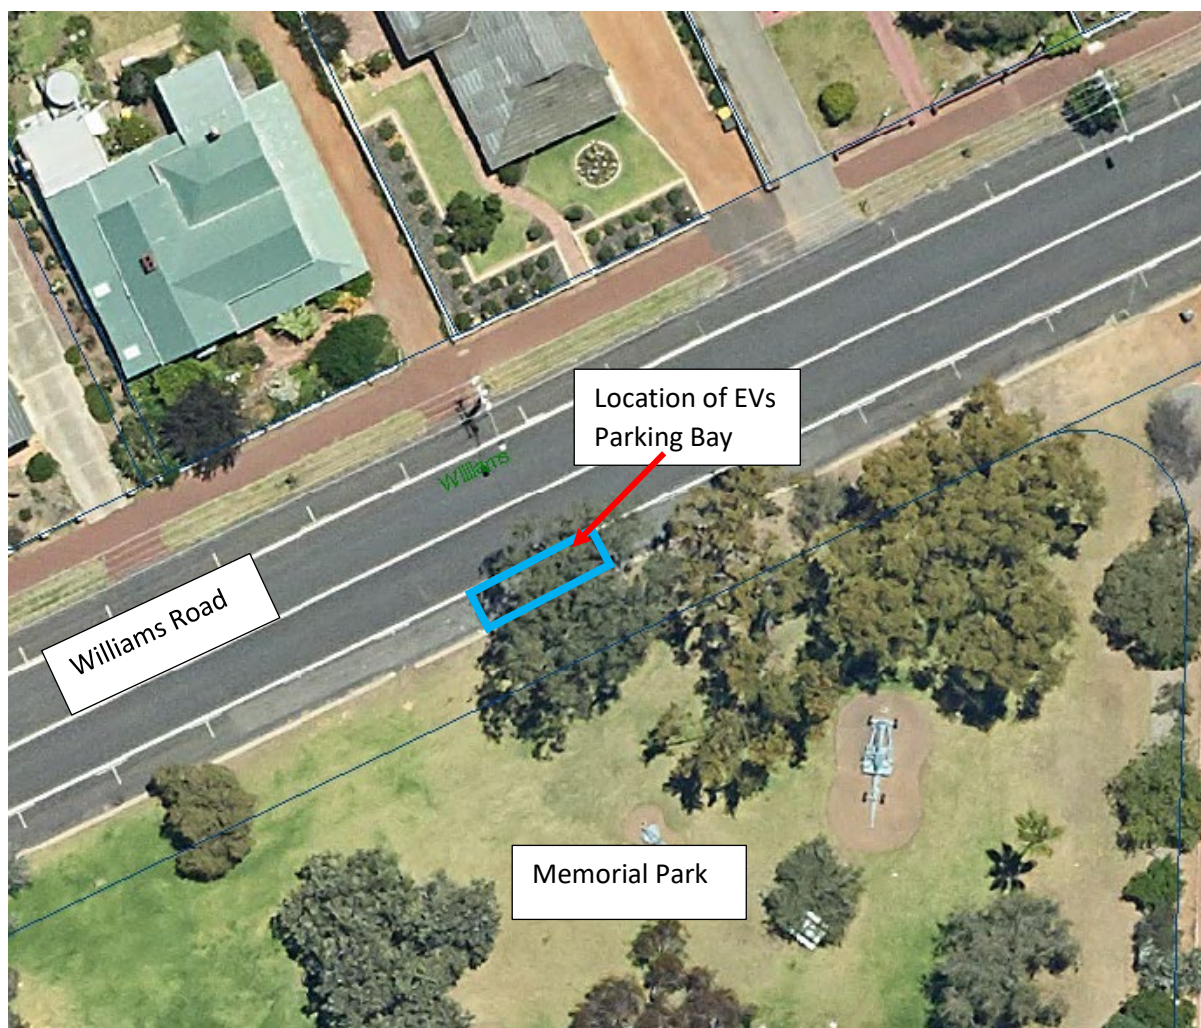 Location of EVs
Parking Bay
Williams
Williams Road
Memorial Park